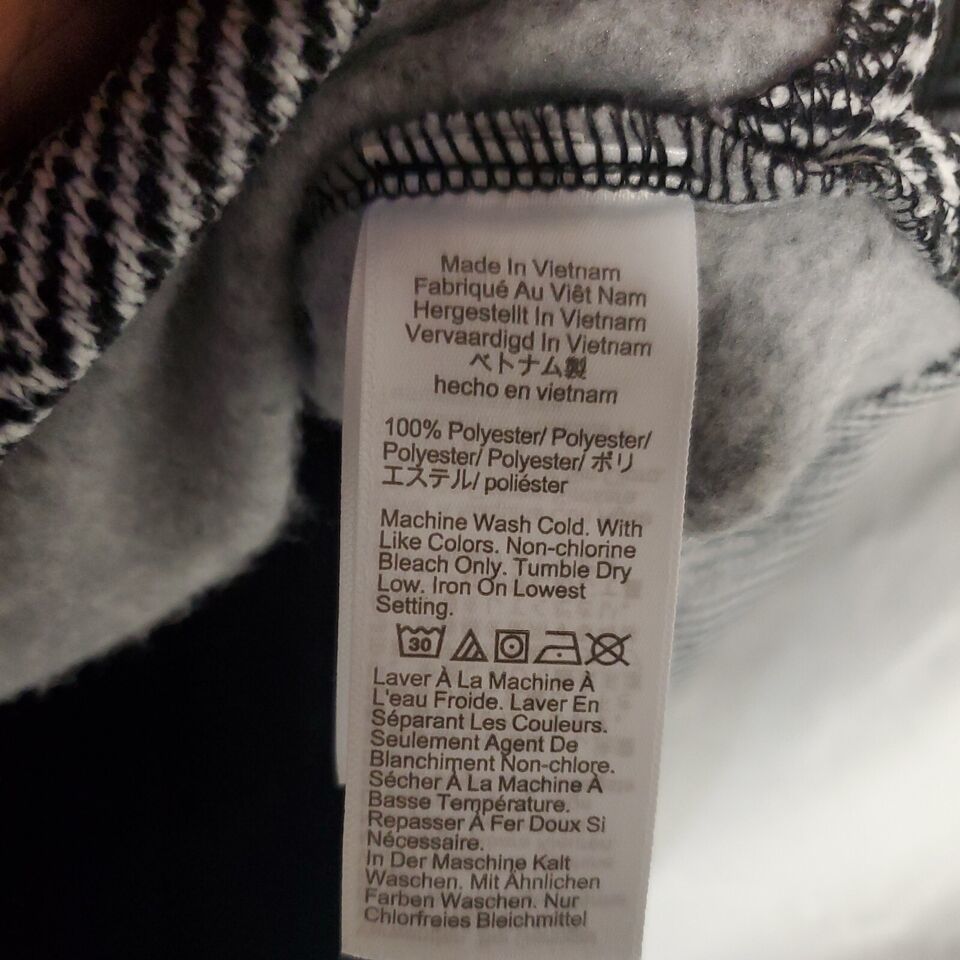 Made In Vietnam
Fabriqué Au Viêt Nam
Hergestellt In Vietnam
Vervaardigd In Vietnam
ベトナム製
hecho en vietnam
100% Polyester/ Polyester/
Polyester/ Polyester/ ポリ
エステル/ poliéster
Machine Wash Cold. With
Like Colors. Non-chlorine
Bleach Only. Tumble Dry
Low. Iron On Lowest
Setting.
30
Laver À La Machine À
L'eau Froide. Laver En
Séparant Les Couleurs.
Seulement Agent De
Blanchiment Non-chlore.
Sécher À La Machine À
Basse Température.
Repasser À Fer Doux Si
Nécessaire.
In Der Maschine Kalt
Waschen. Mit Ähnlichen
Farben Waschen. Nur
Chlorfreies Bleichmittel